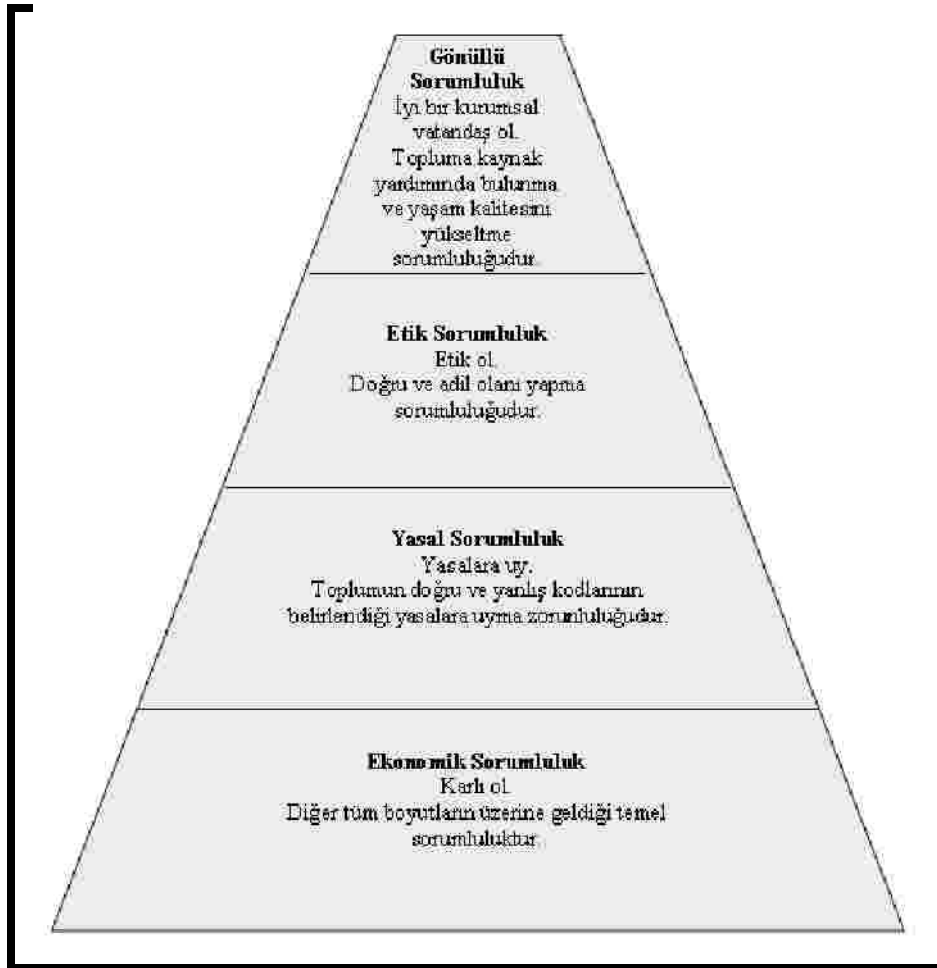 Gönüllü
Sorumluluk
İyi bir kurumsal
vatandaş ol.
Topluma kaynak
yardımında bulunma
ve yaşam kalitesini
yükseltme
sorumluluğudur.
Etik Sorumluluk
Etik ol.
Doğru ve adil olanı yapma
sorumluluğudur.
Yasal Sorumluluk
Yasalara uy.
Toplumun doğru ve yanlış kodlarının
belirlendiği yasalara uyma zorunluluğudur.
Ekonomik Sorumluluk
Karlı ol.
Diğer tüm boyutların üzerine geldiği temel
sorumluluktur.